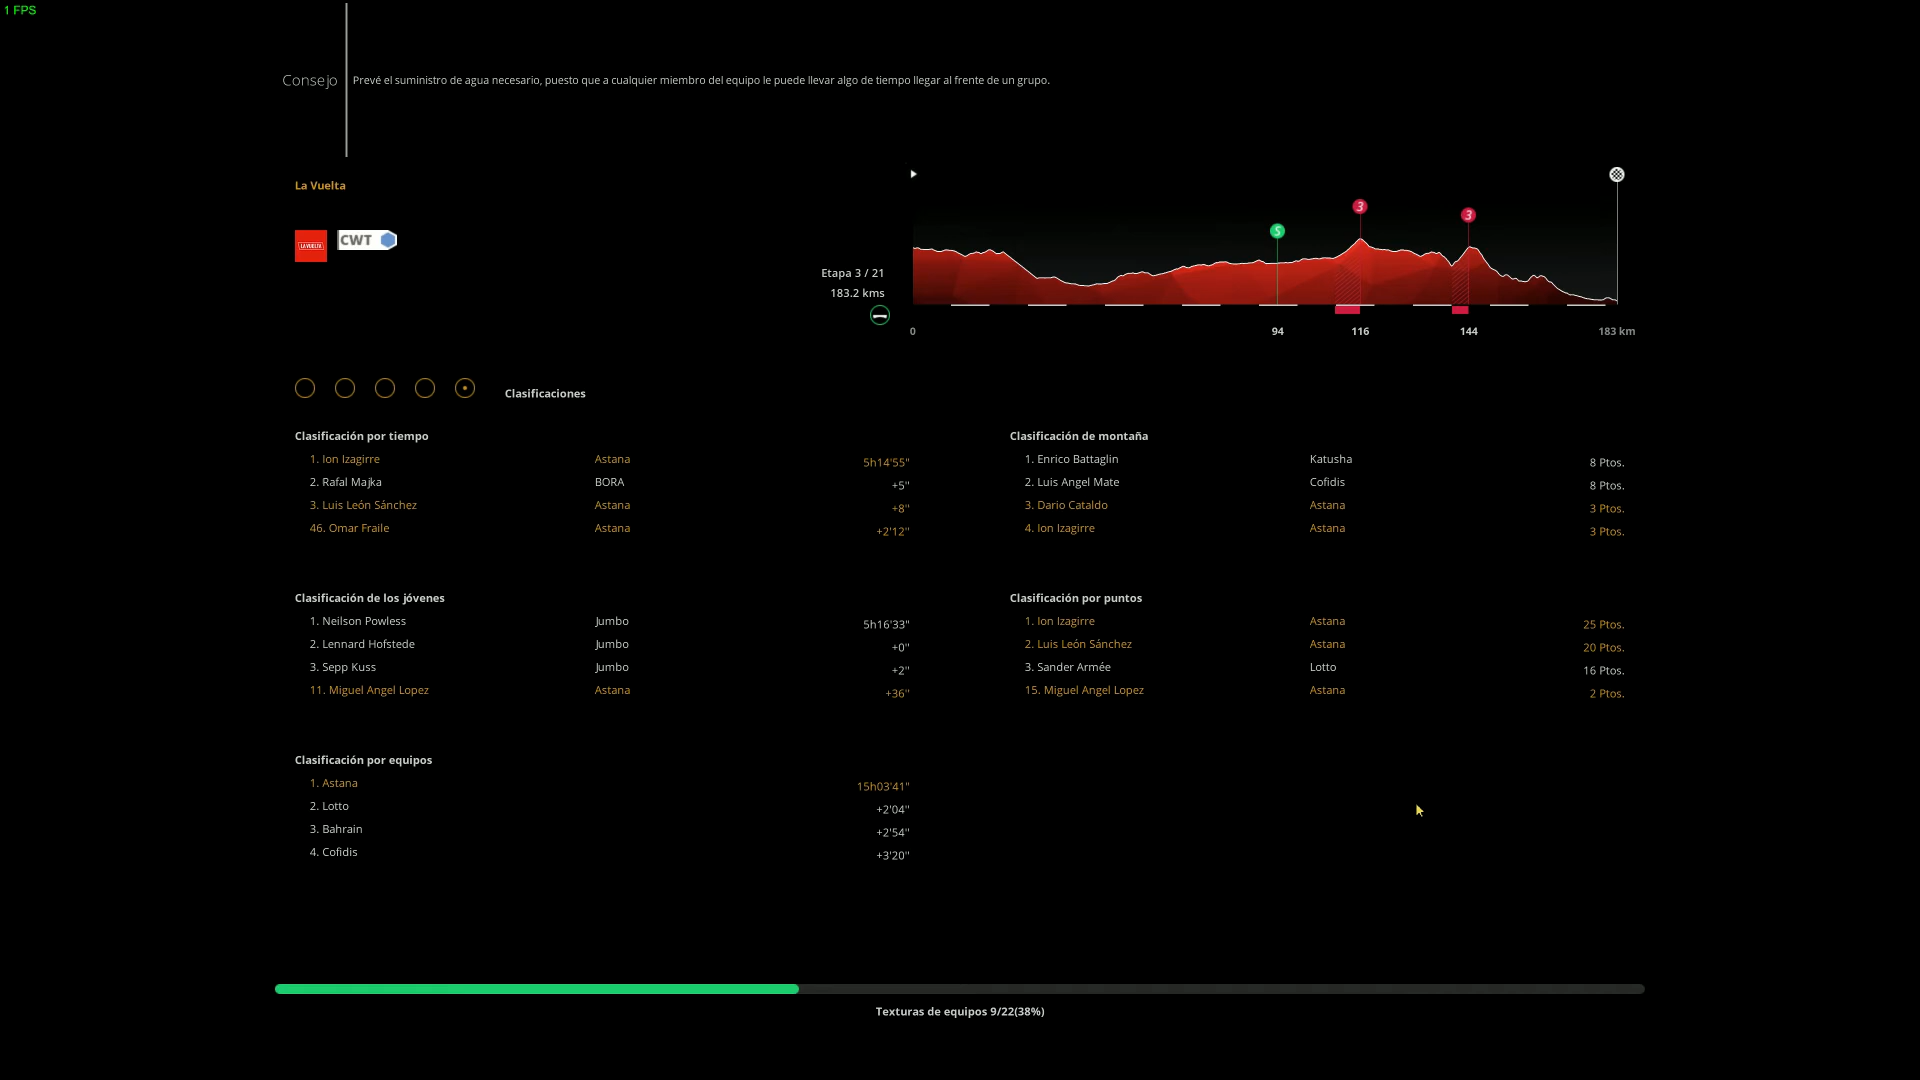 1 FPS
Consejo
Prevé el suministro de agua necesario, puesto que a cualquier miembro del equipo le puede llevar algo de tiempo llegar al frente de un grupo.
La Vuelta
LA VUELTA
CWT
Etapa 3 / 21
183.2 kms
S
3
3
0
94
116
144
183 km
Clasificaciones
Clasificación por tiempo
1. Ion Izagirre Astana 5h14'55"
2. Rafal Majka BORA +5"
3. Luis León Sánchez Astana +8"
46. Omar Fraile Astana +2'12"
Clasificación de montaña
1. Enrico Battaglin Katusha 8 Ptos.
2. Luis Angel Mate Cofidis 8 Ptos.
3. Dario Cataldo Astana 3 Ptos.
4. Ion Izagirre Astana 3 Ptos.
Clasificación de los jóvenes
1. Neilson Powless Jumbo 5h16'33"
2. Lennard Hofstede Jumbo +0"
3. Sepp Kuss Jumbo +2"
11. Miguel Angel Lopez Astana +36"
Clasificación por puntos
1. Ion Izagirre Astana 25 Ptos.
2. Luis León Sánchez Astana 20 Ptos.
3. Sander Armée Lotto 16 Ptos.
15. Miguel Angel Lopez Astana 2 Ptos.
Clasificación por equipos
1. Astana 15h03'41"
2. Lotto +2'04"
3. Bahrain +2'54"
4. Cofidis +3'20"
Texturas de equipos 9/22(38%)